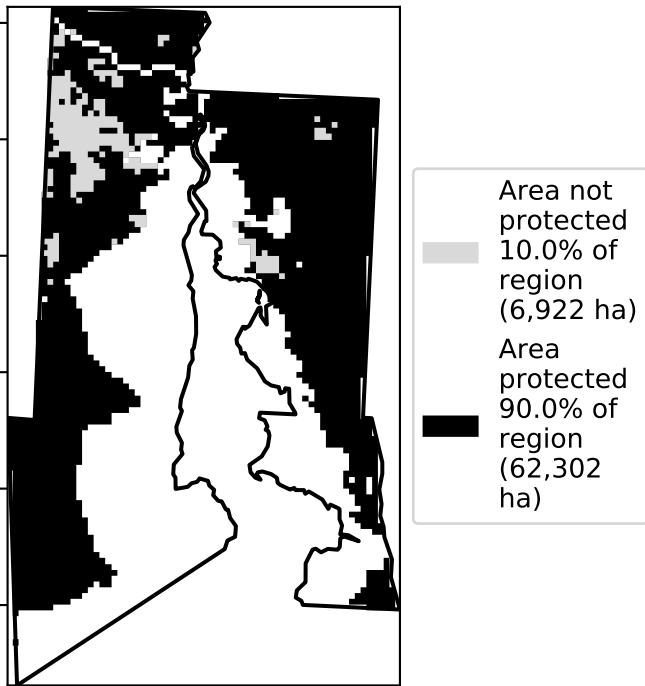 Area not
protected
10.0% of
region
(6,922 ha)
Area
protected
90.0% of
region
(62,302
ha)